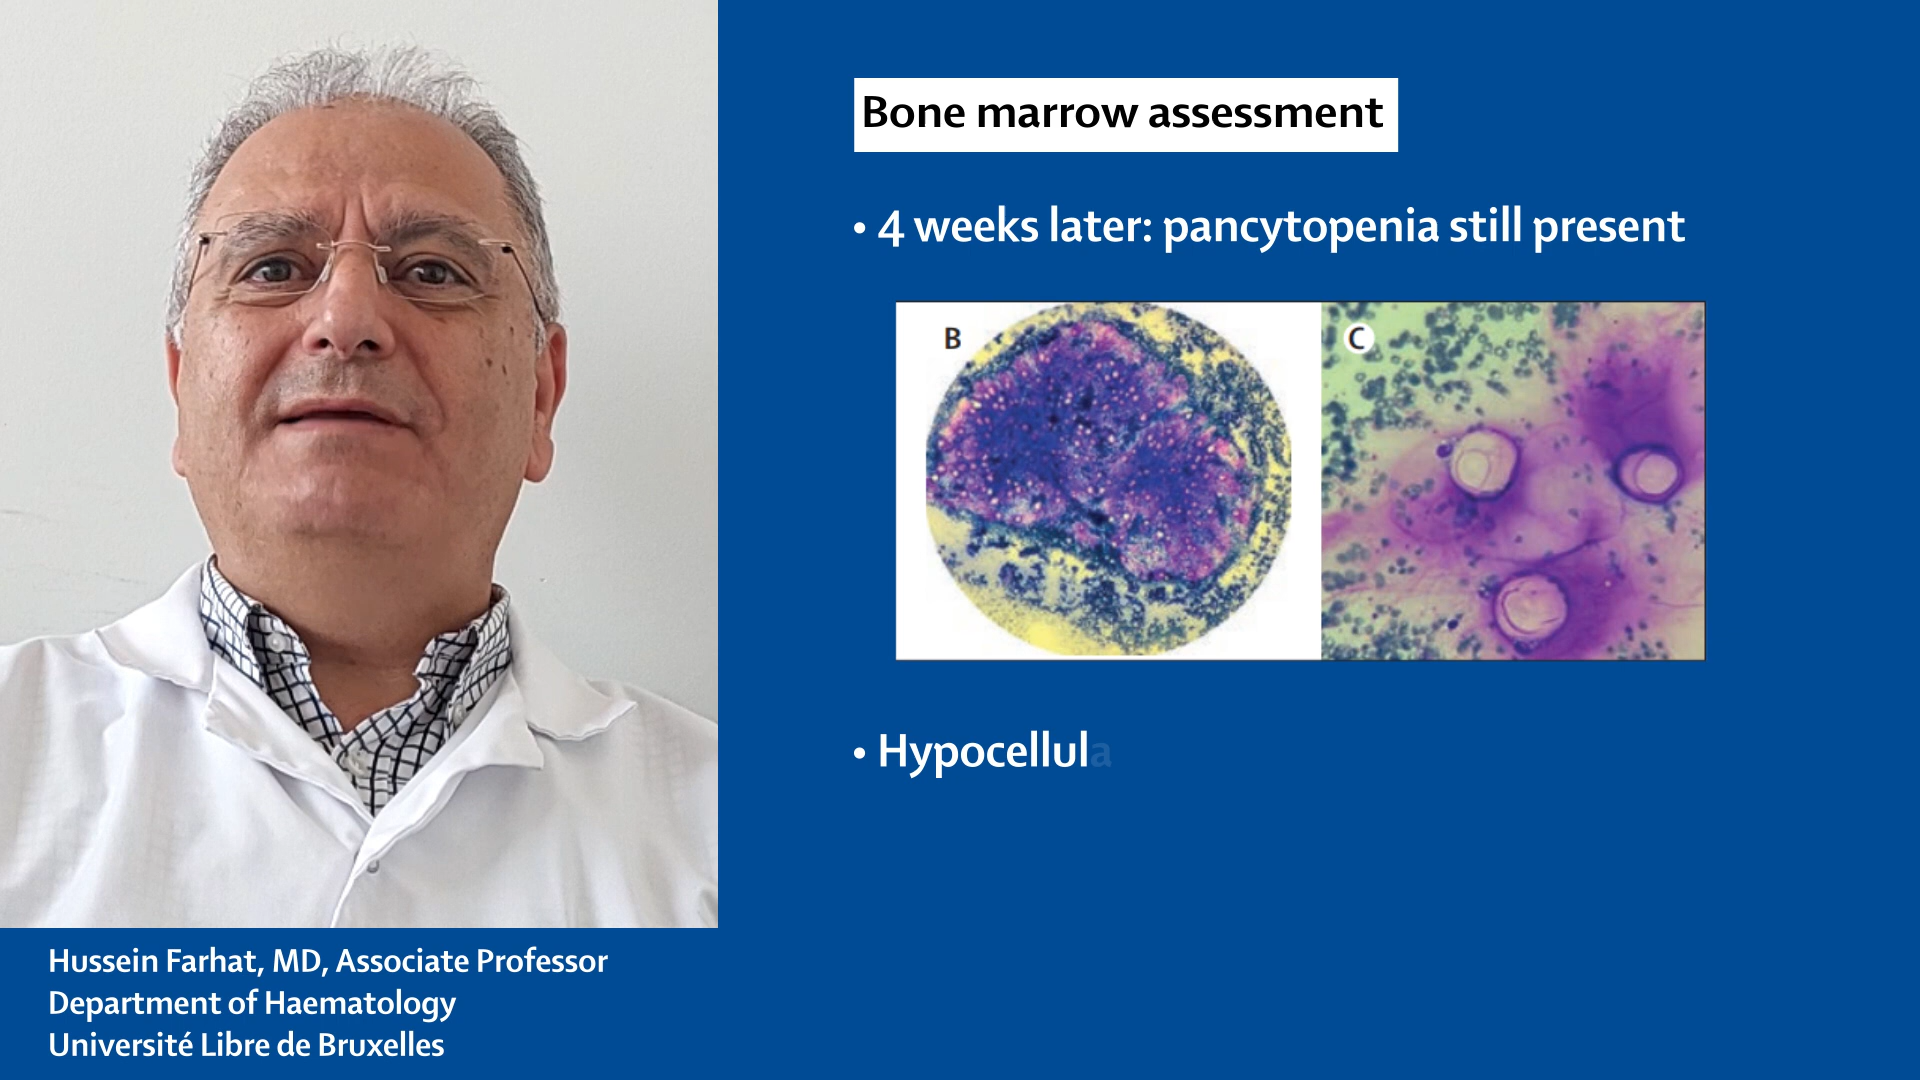 Bone marrow assessment
• 4 weeks later: pancytopenia still present
B
C
• Hypocellula
Hussein Farhat, MD, Associate Professor
Department of Haematology
Université Libre de Bruxelles